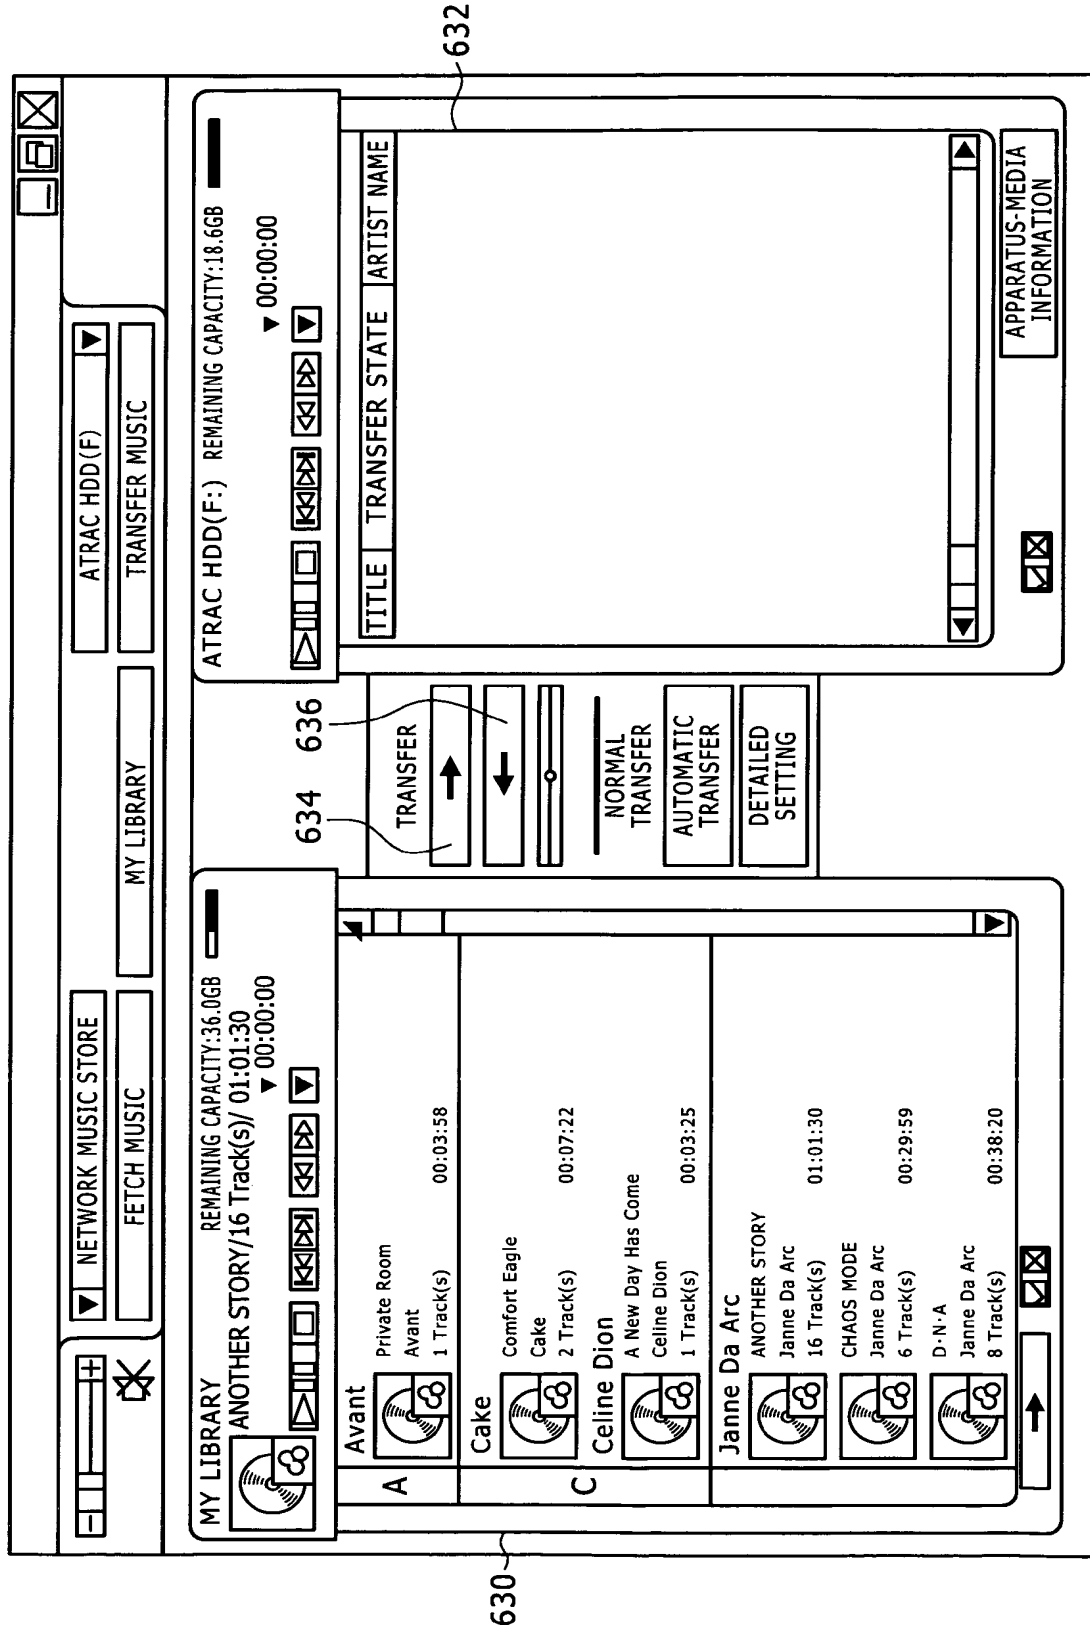 NETWORK MUSIC STORE
FETCH MUSIC
MY LIBRARY
ATRAC HDD(F)
TRANSFER MUSIC
MY LIBRARY
REMAINING CAPACITY:36.0GB
ANOTHER STORY/16 Track(s)/ 01:01:30
00:00:00
A
Avant
Private Room
Avant
1 Track(s) 00:03:58
C
Cake
Comfort Eagle
Cake
2 Track(s) 00:07:22
Celine Dion
A New Day Has Come
Celine Dion
1 Track(s) 00:03:25
Janne Da Arc
ANOTHER STORY
Janne Da Arc
16 Track(s) 01:01:30
CHAOS MODE
Janne Da Arc
6 Track(s) 00:29:59
D·N·A
Janne Da Arc
8 Track(s) 00:38:20
630
634
636
TRANSFER
NORMAL
TRANSFER
AUTOMATIC
TRANSFER
DETAILED
SETTING
ATRAC HDD(F:) REMAINING CAPACITY:18.6GB
00:00:00
TITLE TRANSFER STATE ARTIST NAME
632
APPARATUS-MEDIA
INFORMATION